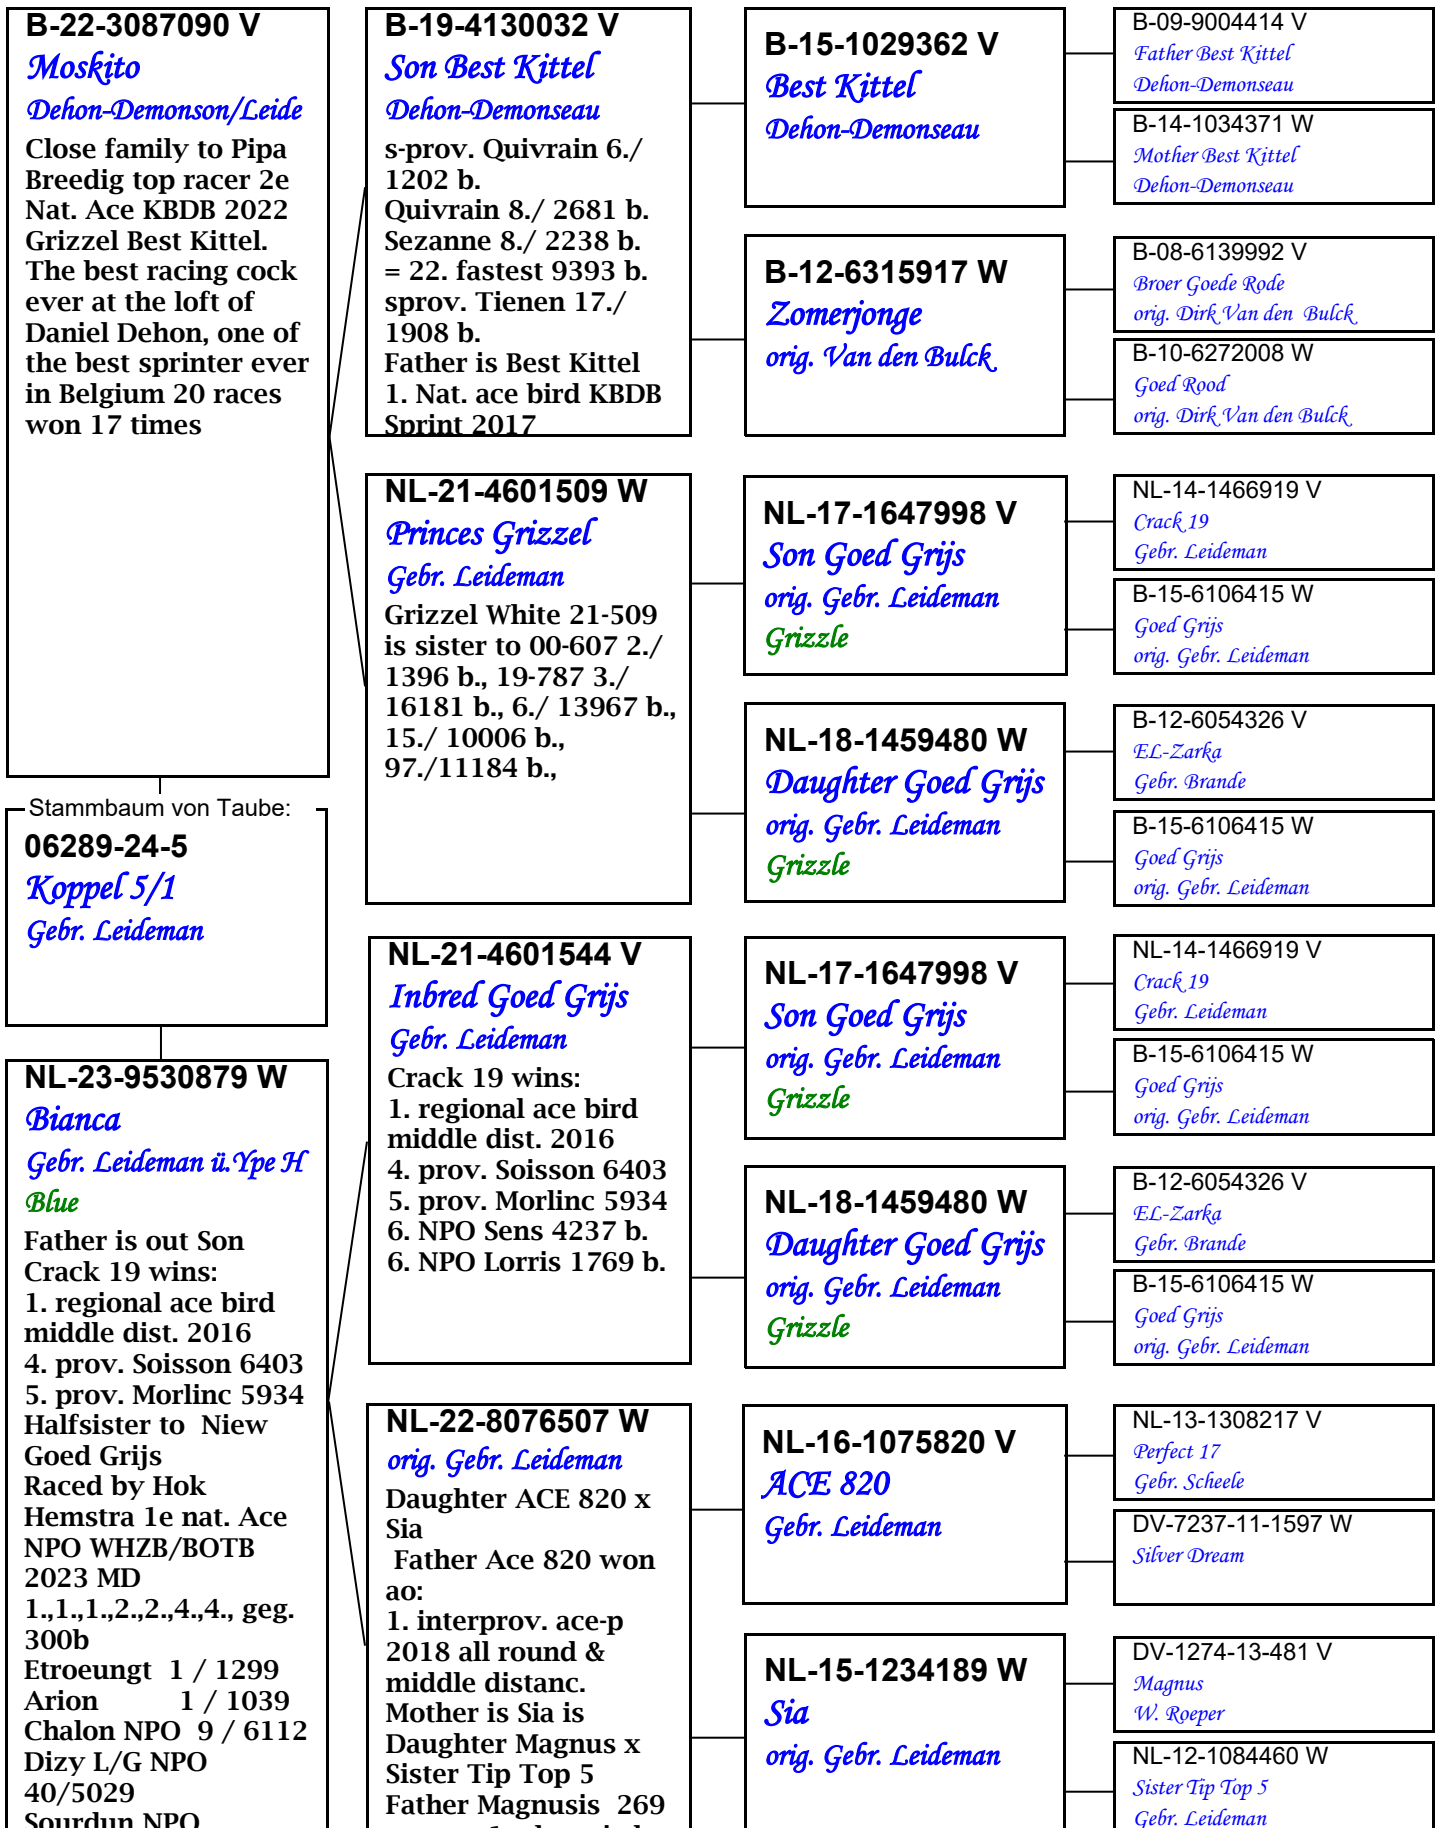 B-22-3087090 V
Moskito
Dehon-Demonson/Leide
Close family to Pipa
Breedig top racer 2e
Nat. Ace KBDB 2022
Grizzel Best Kittel.
The best racing cock
ever at the loft of
Daniel Dehon, one of
the best sprinter ever
in Belgium 20 races
won 17 times
Stammbaum von Taube:
06289-24-5
Koppel 5/1
Gebr. Leideman
NL-23-9530879 W
Bianca
Gebr. Leideman ü.Ype H
Blue
Father is out Son
Crack 19 wins:
1. regional ace bird
middle dist. 2016
4. prov. Soisson 6403
5. prov. Morlinc 5934
Halfsister to Niew
Goed Grijs
Raced by Hok
Hemstra 1e nat. Ace
NPO WHZB/BOTB
2023 MD
1.,1.,1.,2.,2.,4.,4., geg.
300b
Etroeungt 1 / 1299
Arion 1 / 1039
Chalon NPO 9 / 6112
Dizy L/G NPO
40/5029
Sourdun NPO
B-19-4130032 V
Son Best Kittel
Dehon-Demonseau
s-prov. Quivrain 6./
1202 b.
Quivrain 8./ 2681 b.
Sezanne 8./ 2238 b.
= 22. fastest 9393 b.
sprov. Tienen 17./
1908 b.
Father is Best Kittel
1. Nat. ace bird KBDB
Sprint 2017
NL-21-4601509 W
Princes Grizzel
Gebr. Leideman
Grizzel White 21-509
is sister to 00-607 2./
1396 b., 19-787 3./
16181 b., 6./ 13967 b.,
15./ 10006 b.,
97./11184 b.,
NL-21-4601544 V
Inbred Goed Grijs
Gebr. Leideman
Crack 19 wins:
1. regional ace bird
middle dist. 2016
4. prov. Soisson 6403
5. prov. Morlinc 5934
6. NPO Sens 4237 b.
6. NPO Lorris 1769 b.
NL-22-8076507 W
orig. Gebr. Leideman
Daughter ACE 820 x
Sia
Father Ace 820 won
ao:
1. interprov. ace-p
2018 all round &
middle distanc.
Mother is Sia is
Daughter Magnus x
Sister Tip Top 5
Father Magnusis 269
B-15-1029362 V
Best Kittel
Dehon-Demonseau
B-12-6315917 W
Zomerjonge
orig. Van den Bulck
NL-17-1647998 V
Son Goed Grijs
orig. Gebr. Leideman
Grizzle
NL-18-1459480 W
Daughter Goed Grijs
orig. Gebr. Leideman
Grizzle
NL-17-1647998 V
Son Goed Grijs
orig. Gebr. Leideman
Grizzle
NL-18-1459480 W
Daughter Goed Grijs
orig. Gebr. Leideman
Grizzle
NL-16-1075820 V
ACE 820
Gebr. Leideman
NL-15-1234189 W
Sia
orig. Gebr. Leideman
B-09-9004414 V
Father Best Kittel
Dehon-Demonseau
B-14-1034371 W
Mother Best Kittel
Dehon-Demonseau
B-08-6139992 V
Broer Goede Rode
orig. Dirk Van den Bulck
B-10-6272008 W
Goed Rood
orig. Dirk Van den Bulck
NL-14-1466919 V
Crack 19
Gebr. Leideman
B-15-6106415 W
Goed Grijs
orig. Gebr. Leideman
B-12-6054326 V
EL-Zarka
Gebr. Brande
B-15-6106415 W
Goed Grijs
orig. Gebr. Leideman
NL-14-1466919 V
Crack 19
Gebr. Leideman
B-15-6106415 W
Goed Grijs
orig. Gebr. Leideman
B-12-6054326 V
EL-Zarka
Gebr. Brande
B-15-6106415 W
Goed Grijs
orig. Gebr. Leideman
NL-13-1308217 V
Perfect 17
Gebr. Scheele
DV-7237-11-1597 W
Silver Dream
DV-1274-13-481 V
Magnus
W. Roeper
NL-12-1084460 W
Sister Tip Top 5
Gebr. Leideman